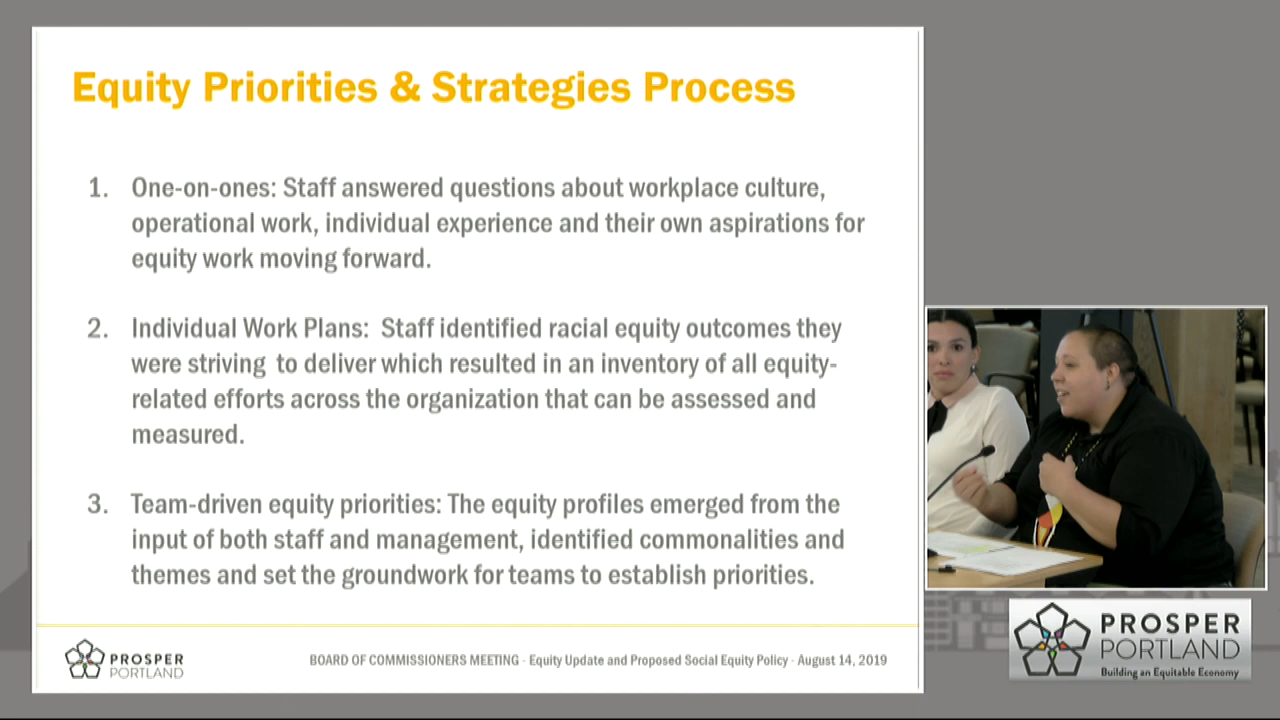 Equity Priorities & Strategies Process
1. One-on-ones: Staff answered questions about workplace culture,
operational work, individual experience and their own aspirations for
equity work moving forward.
2. Individual Work Plans: Staff identified racial equity outcomes they
were striving to deliver which resulted in an inventory of all equity-
related efforts across the organization that can be assessed and
measured.
3. Team-driven equity priorities: The equity profiles emerged from the
input of both staff and management, identified commonalities and
themes and set the groundwork for teams to establish priorities.
PROSPER
PORTLAND
BOARD OF COMMISSIONERS MEETING - Equity Update and Proposed Social Equity Policy - August 14, 2019
PROSPER
PORTLAND
Building an Equitable Economy